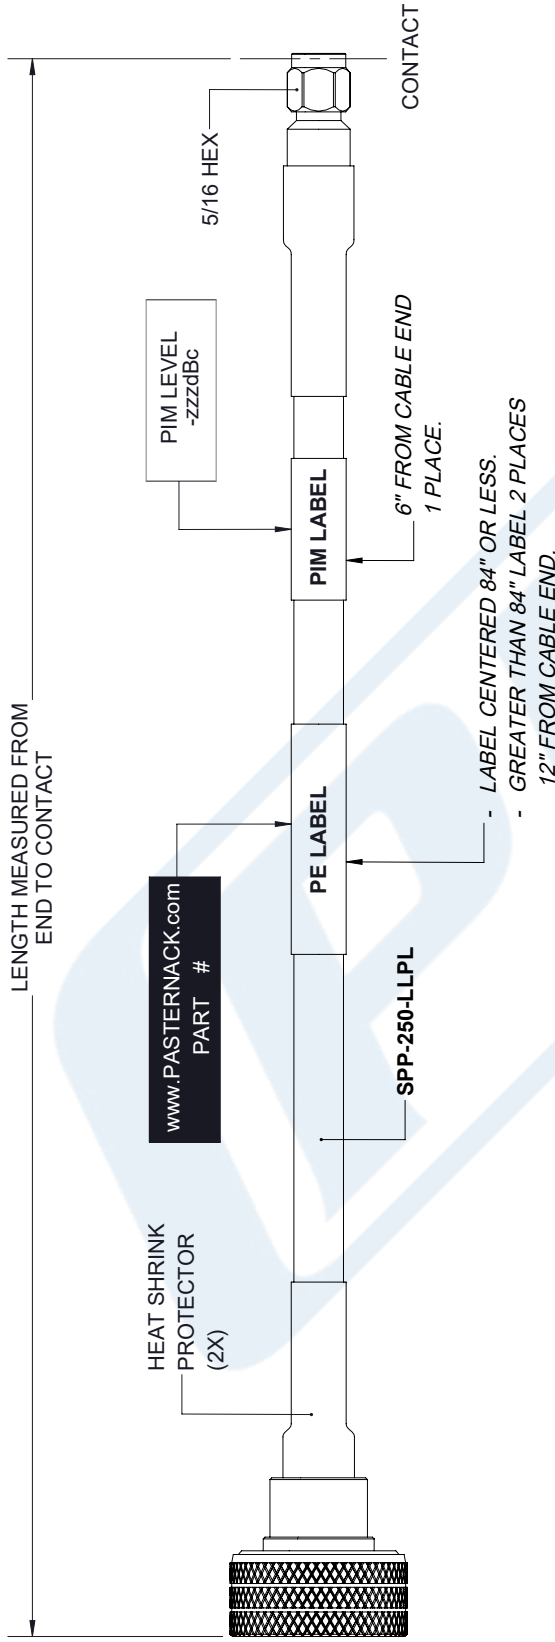 LENGTH MEASURED FROM
END TO CONTACT
HEAT SHRINK
PROTECTOR
(2X)
www.PASTERNACK.com
PART #
PIM LEVEL
-zzzdBc
5/16 HEX
PE LABEL
PIM LABEL
SPP-250-LLPL
6" FROM CABLE END
1 PLACE.
CONTACT
- LABEL CENTERED 84" OR LESS.
- GREATER THAN 84" LABEL 2 PLACES
12" FROM CABLE END.